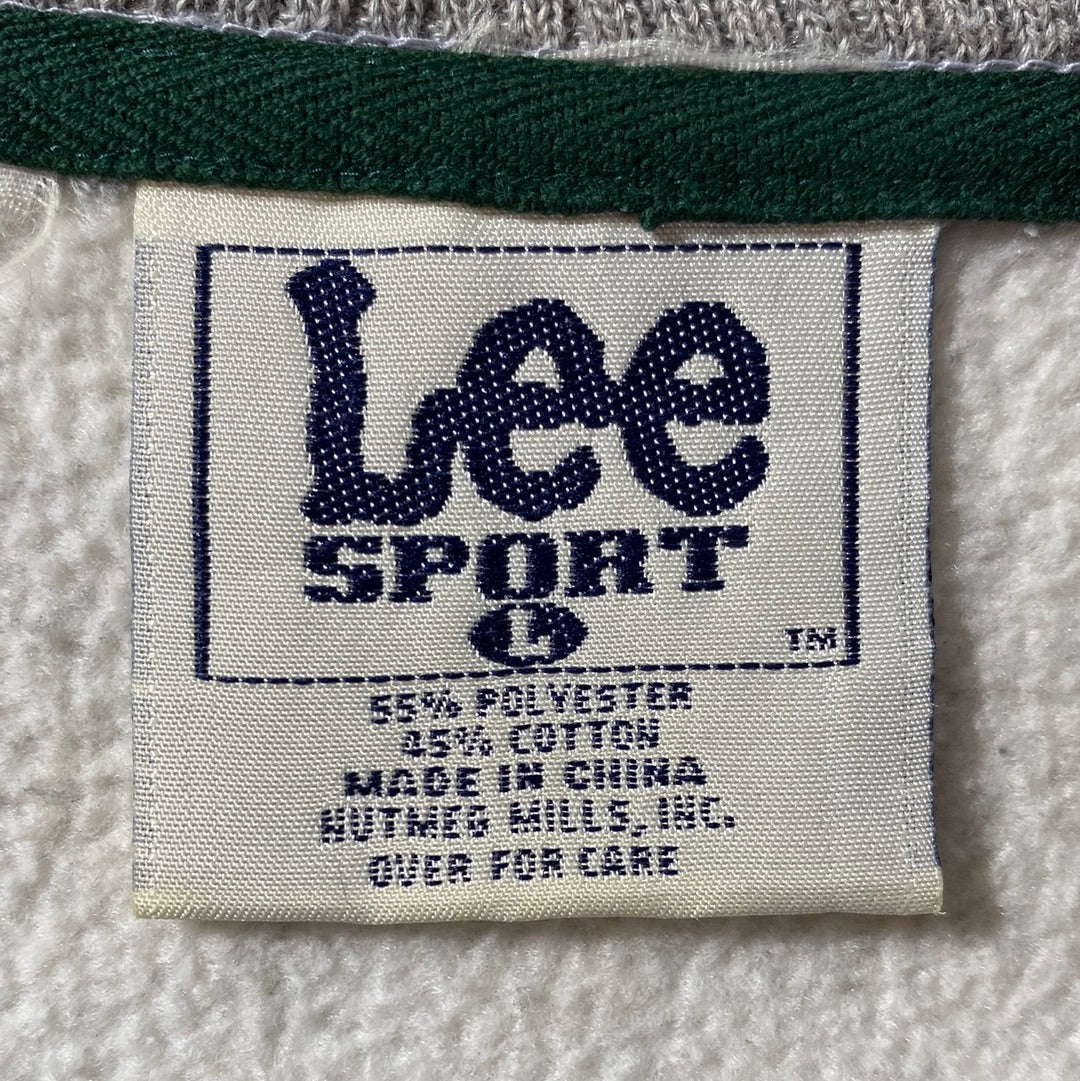 Lee
SPORT
L
TM
55% POLYESTER
45% COTTON
MADE IN CHINA
NUTMEG MILLS, INC.
OVER FOR CARE